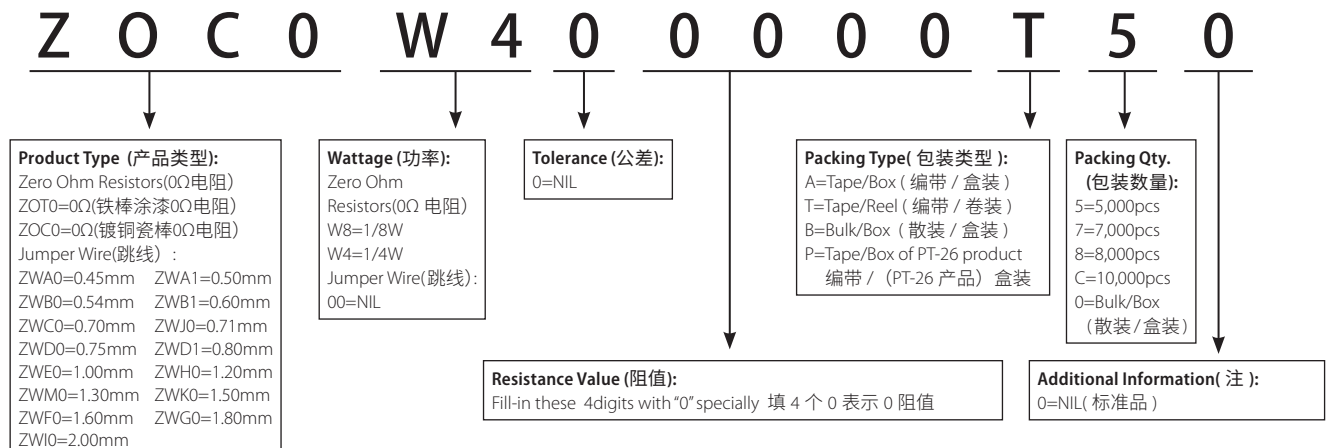 Z O C 0 W 4 0 0 0 0 0 T 5 0
Product Type (产品类型):
Zero Ohm Resistors(0Ω电阻)
ZOT0=0Ω(铁棒涂漆0Ω电阻)
ZOC0=0Ω(镀铜瓷棒0Ω电阻)
Jumper Wire(跳线):
ZWA0=0.45mm ZWA1=0.50mm
ZWB0=0.54mm ZWB1=0.60mm
ZWC0=0.70mm ZWJ0=0.71mm
ZWD0=0.75mm ZWD1=0.80mm
ZWE0=1.00mm ZWH0=1.20mm
ZWM0=1.30mm ZWK0=1.50mm
ZWF0=1.60mm ZWG0=1.80mm
ZWI0=2.00mm
Wattage (功率):
Zero Ohm
Resistors(0Ω 电阻)
W8=1/8W
W4=1/4W
Jumper Wire(跳线):
00=NIL
Tolerance (公差):
0=NIL
Resistance Value (阻值):
Fill-in these 4digits with “0” specially 填 4 个 0 表示 0 阻值
Packing Type( 包装类型 ):
A=Tape/Box ( 编带 / 盒装 )
T=Tape/Reel ( 编带 / 卷装 )
B=Bulk/Box ( 散装 / 盒装 )
P=Tape/Box of PT-26 product
编带 / (PT-26 产品) 盒装
Packing Qty.
(包装数量):
5=5,000pcs
7=7,000pcs
8=8,000pcs
C=10,000pcs
0=Bulk/Box
(散装/盒装)
Additional Information( 注 ):
0=NIL( 标准品 )